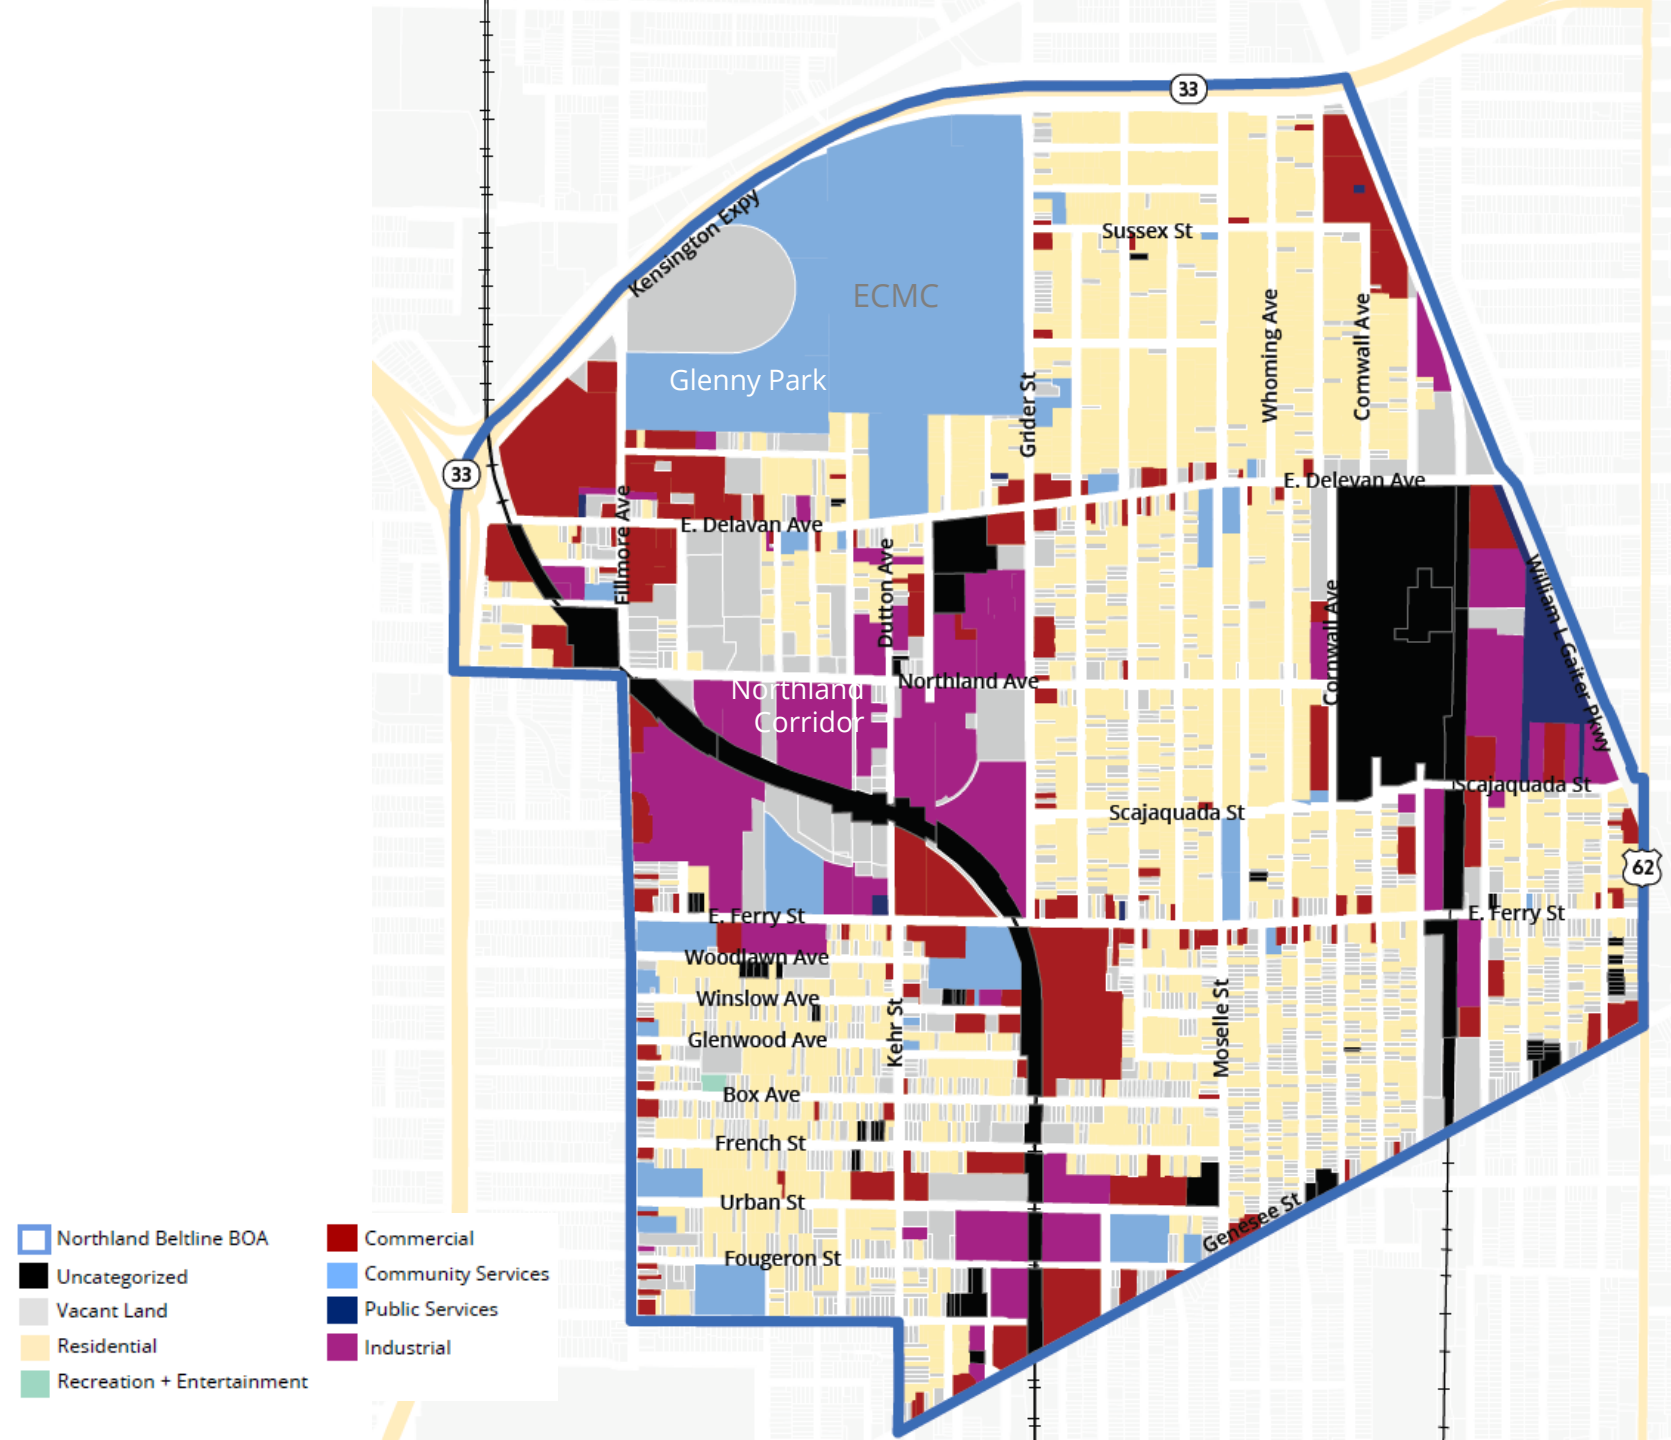 33
Kensington Expy
Sussex St
ECMC
Whoming Ave
Cornwall Ave
Glenny Park
Grider St
33
E. Delevan Ave
Fillmore Ave
E. Delavan Ave
Dutton Ave
Cornwall Ave
William L Gaiter Pkwy
Northland Ave
Northland
Corridor
Scajaquada St
Scajaquada St
62
E. Ferry St
E. Ferry St
Woodlawn Ave
Winslow Ave
Kehr St
Moselle St
Glenwood Ave
Box Ave
French St
Urban St
Genesee St
Fougeron St
Northland Beltline BOA
Uncategorized
Vacant Land
Residential
Recreation + Entertainment
Commercial
Community Services
Public Services
Industrial